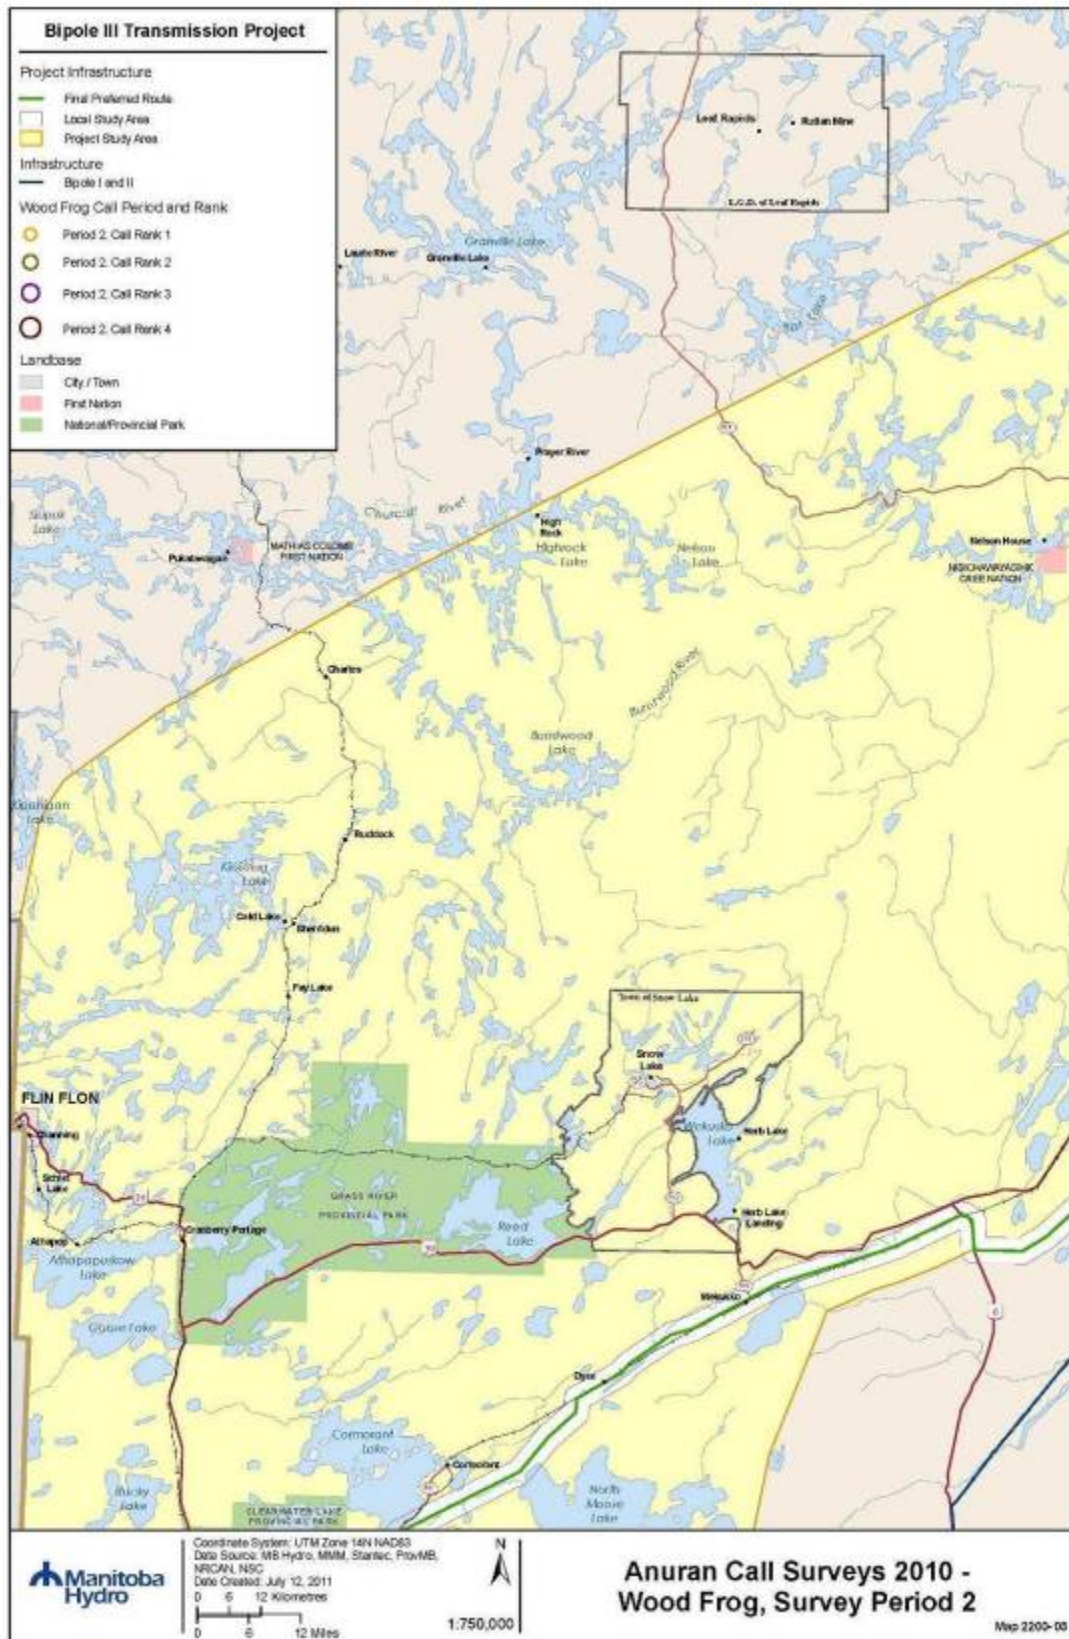 Bipole III Transmission Project
Project Infrastructure
Final Preferred Route
Local Study Area
Project Study Area
Infrastructure
Bipole I and II
Wood Frog Call Period and Rank
Period 2, Call Rank 1
Period 2, Call Rank 2
Period 2, Call Rank 3
Period 2, Call Rank 4
Landbase
City / Town
First Nation
National/Provincial Park
Leaf Rapids
Ruttan Mine
L.G.D. of Leaf Rapids
Laurie River
Granville Lake
Granville Lake
Prayer River
Churchill River
High
Rock
Highrock
Lake
Nelson
Lake
Nelson House
CREE NATION
Pukatawagan
MATHIAS COLOMB
FIRST NATION
Charles
Burntwood River
Burntwood
Lake
Ruddock
Kississing
Lake
Cold Lake
Sherridon
Fay Lake
Town of Snow Lake
Snow
Lake
FLIN FLON
Channing
Wekusko
Lake
Herb Lake
Schist
Lake
GRASS RIVER
PROVINCIAL PARK
Reed
Lake
Herb Lake
Landing
Cranberry Portage
Athapap
Athapapuskow
Lake
Wekusko
6
Goose Lake
Dyce
Cormorant
Lake
Cormorant
Rocky
Lake
CLEARWATER LAKE
PROVINCIAL PARK
North
Moose
Lake
Manitoba
Hydro
Coordinate System: UTM Zone 14N NAD83
Data Source: MB Hydro, MMM, Stantec, ProvMB,
NRCAN, NSC
Date Created: July 12, 2011
0 6 12 Kilometres
0 6 12 Miles
N
1:750,000
Anuran Call Surveys 2010 -
Wood Frog, Survey Period 2
Map 2200-08